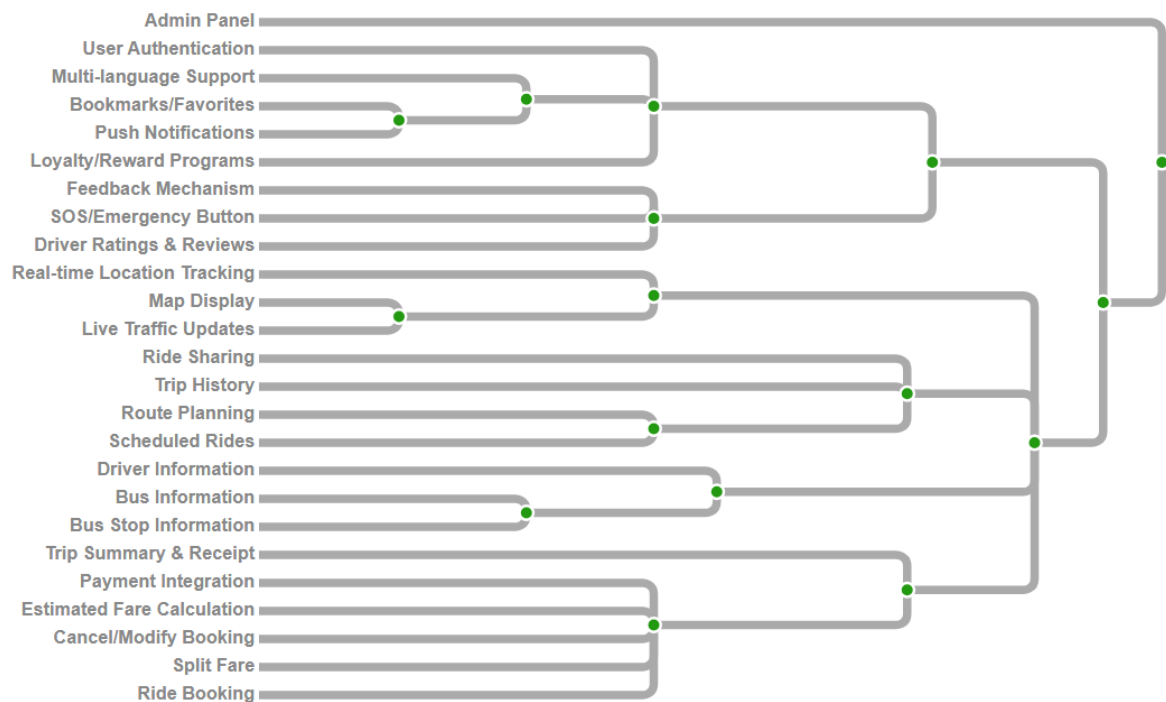 Admin Panel
User Authentication
Multi-language Support
Bookmarks/Favorites
Push Notifications
Loyalty/Reward Programs
Feedback Mechanism
SOS/Emergency Button
Driver Ratings & Reviews
Real-time Location Tracking
Map Display
Live Traffic Updates
Ride Sharing
Trip History
Route Planning
Scheduled Rides
Driver Information
Bus Information
Bus Stop Information
Trip Summary & Receipt
Payment Integration
Estimated Fare Calculation
Cancel/Modify Booking
Split Fare
Ride Booking